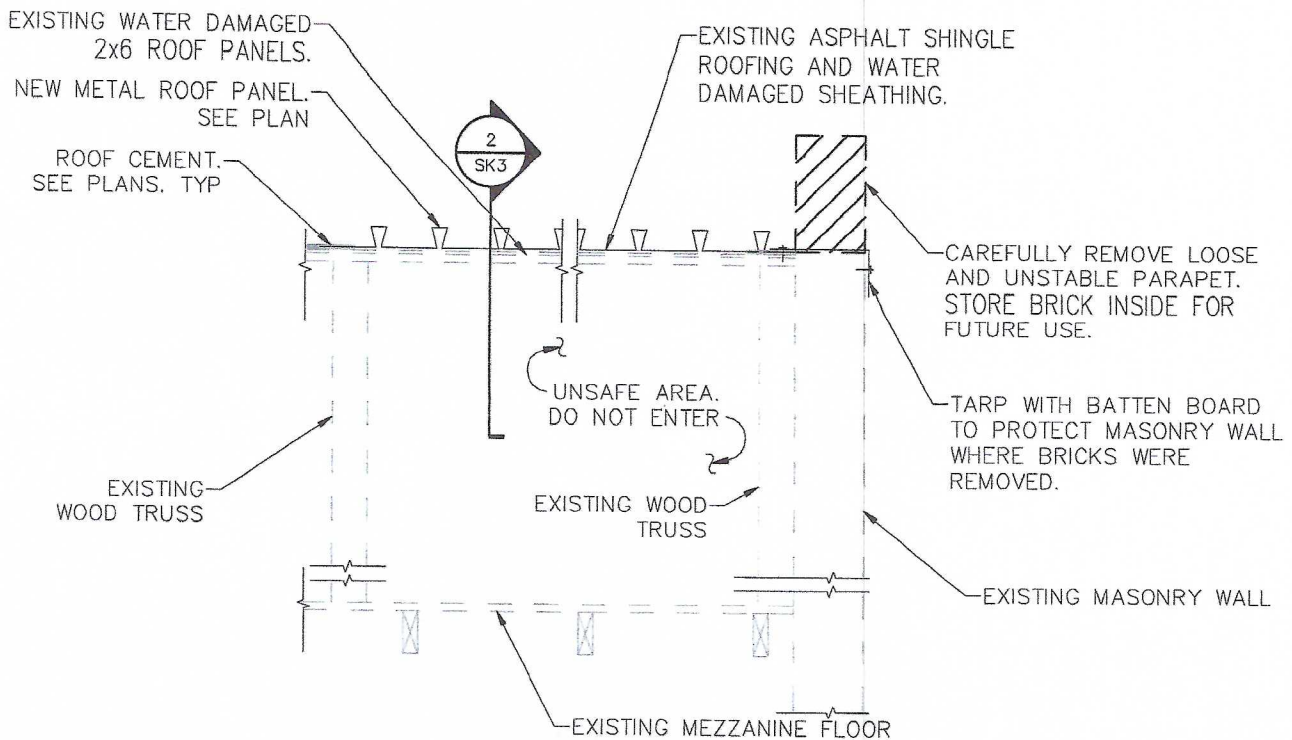 EXISTING WATER DAMAGED
2x6 ROOF PANELS.
NEW METAL ROOF PANEL.
SEE PLAN
ROOF CEMENT.
SEE PLANS, TYP
2
SK3
EXISTING ASPHALT SHINGLE
ROOFING AND WATER
DAMAGED SHEATHING.
CAREFULLY REMOVE LOOSE
AND UNSTABLE PARAPET.
STORE BRICK INSIDE FOR
FUTURE USE.
UNSAFE AREA.
DO NOT ENTER
TARP WITH BATTEN BOARD
TO PROTECT MASONRY WALL
WHERE BRICKS WERE
REMOVED.
EXISTING
WOOD TRUSS
EXISTING WOOD
TRUSS
EXISTING MASONRY WALL
EXISTING MEZZANINE FLOOR